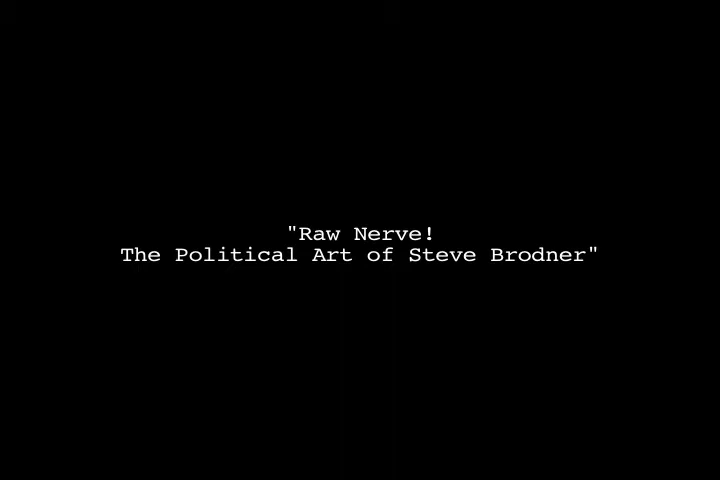 "Raw Nerve!
The Political Art of Steve Brodner"